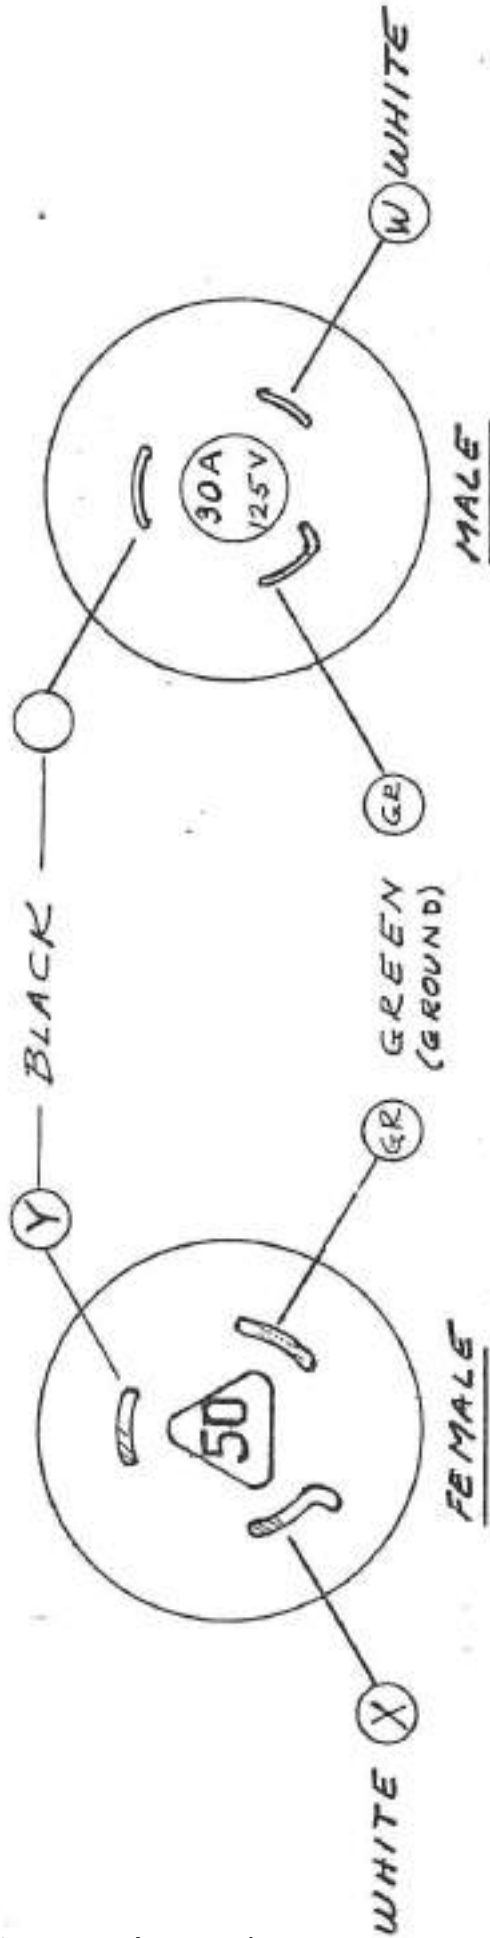 Y
BLACK
50
30A
125V
WHITE
X
GR
GREEN
(GROUND)
GR
W
WHITE
FEMALE
MALE